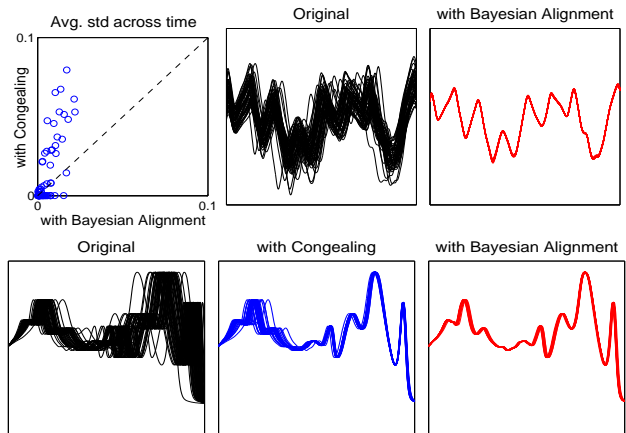 Avg. std across time
0.1
with Congealing
0
0
0.1
with Bayesian Alignment
Original
with Bayesian Alignment
Original
with Congealing
with Bayesian Alignment